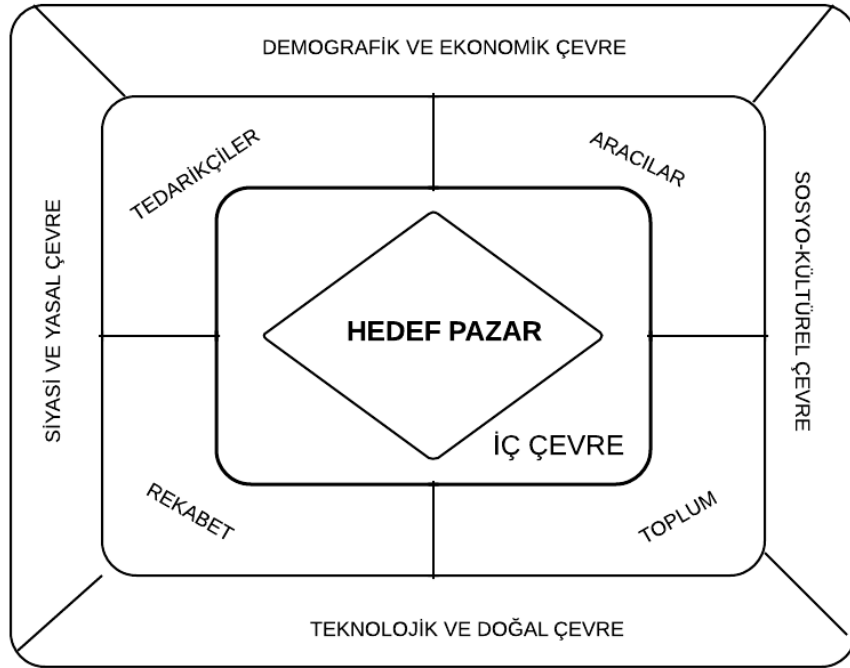 DEMOGRAFİK VE EKONOMİK ÇEVRE
TEDARİKÇİLER
ARACILAR
SİYASİ VE YASAL ÇEVRE
SOSYO-KÜLTÜREL ÇEVRE
HEDEF PAZAR
İÇ ÇEVRE
REKABET
TOPLUM
TEKNOLOJİK VE DOĞAL ÇEVRE